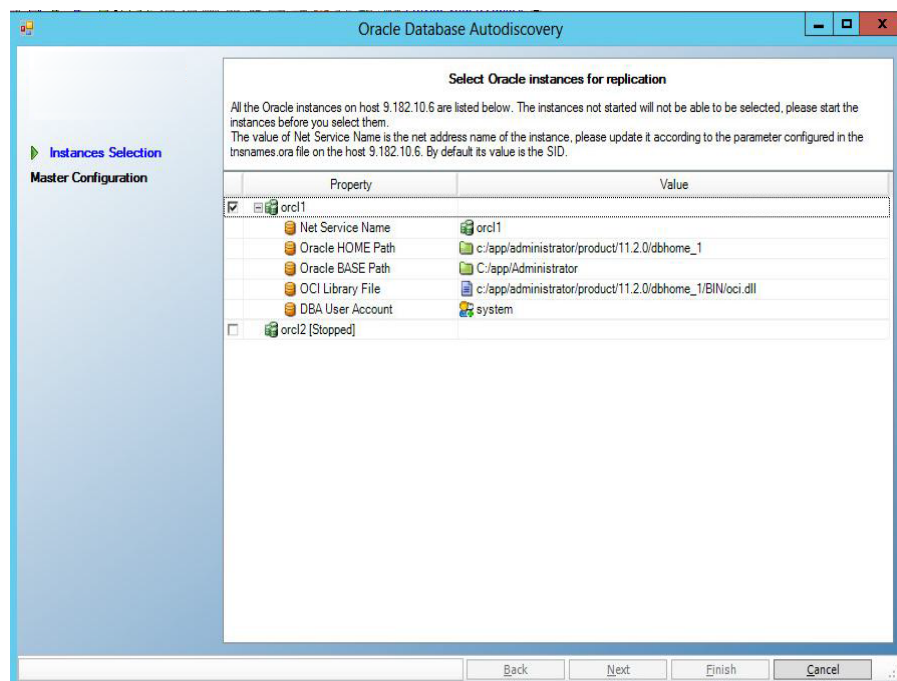 Oracle Database Autodiscovery
Instances Selection
Master Configuration
Select Oracle instances for replication
All the Oracle instances on host 9.182.10.6 are listed below. The instances not started will not be able to be selected, please start the
instances before you select them.
The value of Net Service Name is the net address name of the instance, please update it according to the parameter configured in the
tnsnames.ora file on the host 9.182.10.6. By default its value is the SID.
Property Value
orcl1
Net Service Name orcl1
Oracle HOME Path c:/app/administrator/product/11.2.0/dbhome_1
Oracle BASE Path C:/app/Administrator
OCI Library File c:/app/administrator/product/11.2.0/dbhome_1/BIN/oci.dll
DBA User Account system
orcl2 [Stopped]
Back Next Finish Cancel